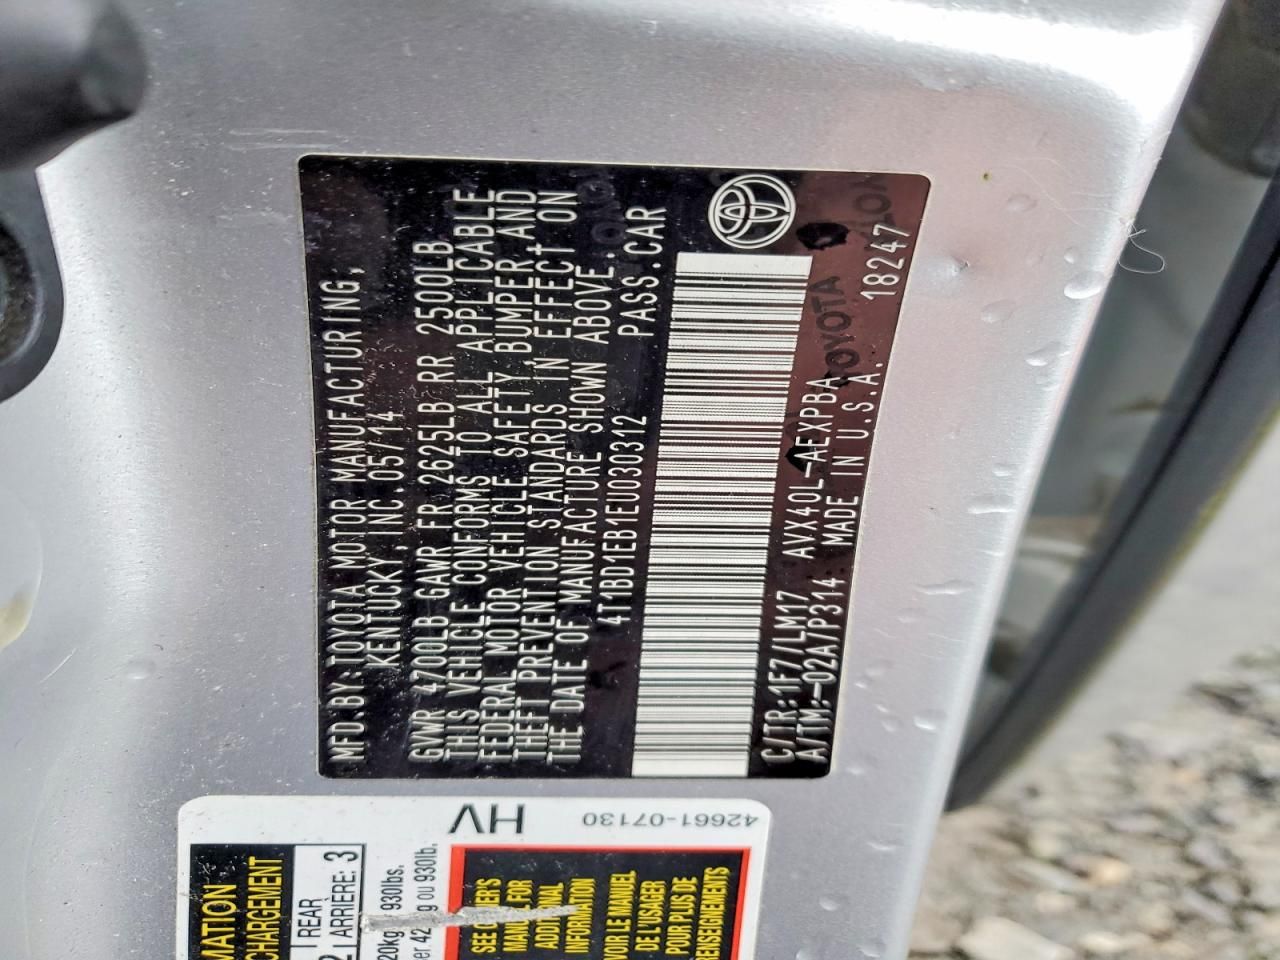 MFD.BY:TOYOTA MOTOR MANUFACTURING,
KENTUCKY, INC. 05/14
GVWR 4700LB GAWR FR 2625LB RR 2500LB
THIS VEHICLE CONFORMS TO ALL APPLICABLE
FEDERAL MOTOR VEHICLE SAFETY, BUMPER, AND
THEFT PREVENTION STANDARDS IN EFFECT ON
THE DATE OF MANUFACTURE SHOWN ABOVE.
4T1BD1EB1EU030312 PASS.CAR
C/TR:1F7/LM17 AVX40L-AEXPBA
A/TM:-02A/P314 MADE IN U.S.A. 18247
TOYOTA
HV
42661-07130
MATION
CHARGEMENT
REAR
ARRIERE: 3
930lbs.
ou 930lb.
MANUAL FOR
INFORMATION
VOIR LE MANUEL
DE L'USAGER
POUR PLUS DE
RENSEIGNEMENTS